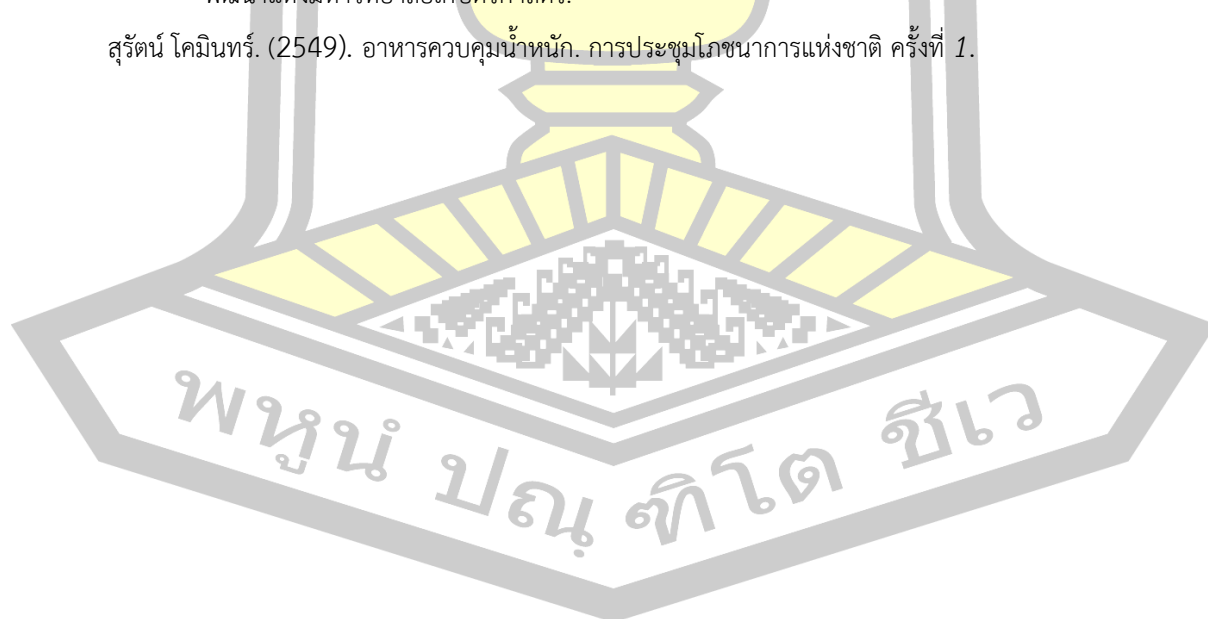 สุรัตน์ โคมินทร์. (2549). อาหารควบคุมน้ำหนัก. การประชุมโภชนาการแห่งชาติ ครั้งที่ 1.
พหูนํ ปณฺฑิโต ชีเว